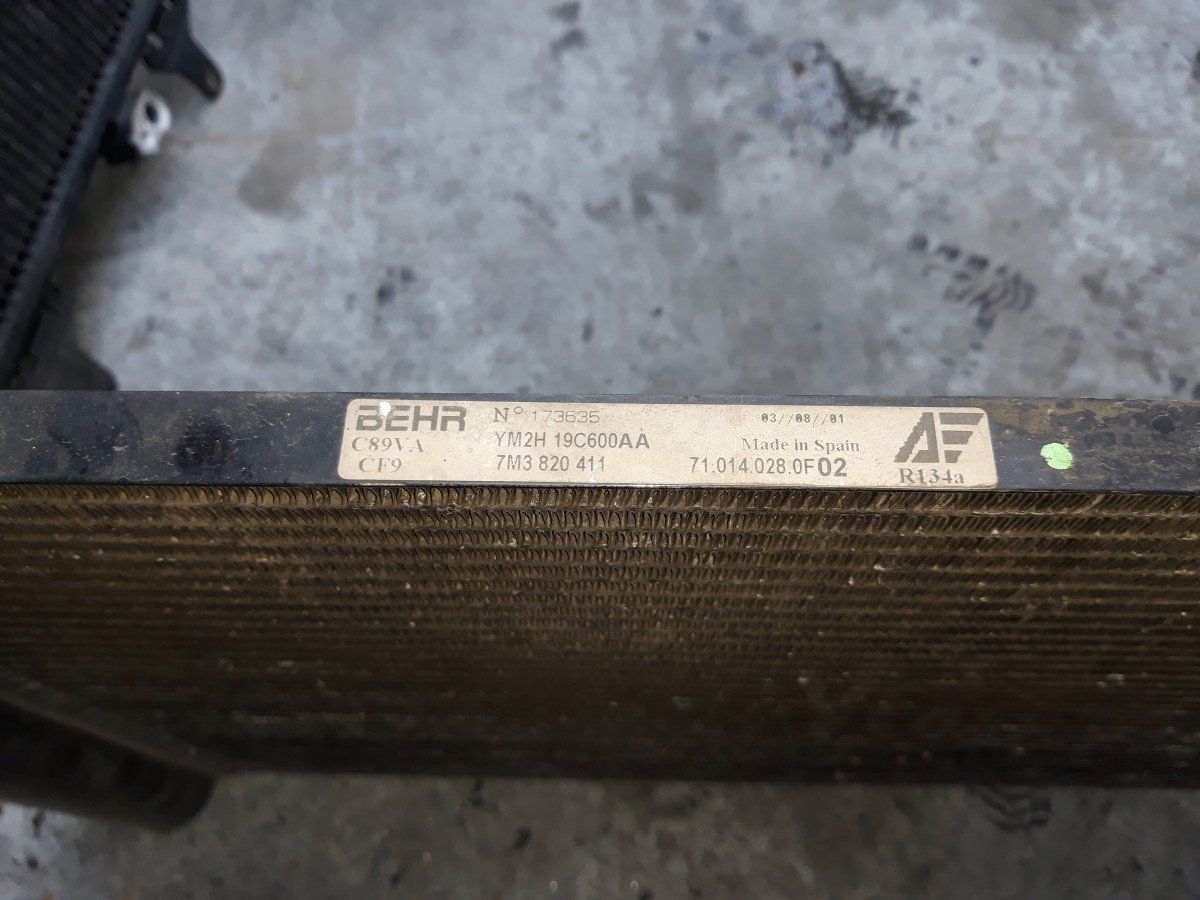 BEHR N° 173635 03//08//01 AF
C89VA YM2H 19C600AA Made in Spain
CF9 7M3 820 411 71.014.028.0F02 R134a